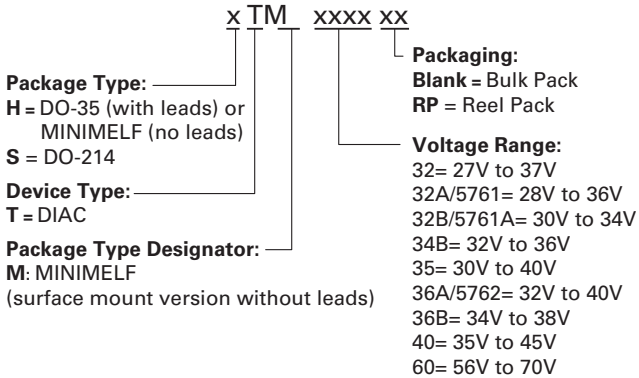 x TM_ xxxx xx
Package Type:
H = DO-35 (with leads) or
MINIMELF (no leads)
S = DO-214
Device Type:
T = DIAC
Package Type Designator:
M: MINIMELF
(surface mount version without leads)
Packaging:
Blank = Bulk Pack
RP = Reel Pack
Voltage Range:
32= 27V to 37V
32A/5761= 28V to 36V
32B/5761A= 30V to 34V
34B= 32V to 36V
35= 30V to 40V
36A/5762= 32V to 40V
36B= 34V to 38V
40= 35V to 45V
60= 56V to 70V